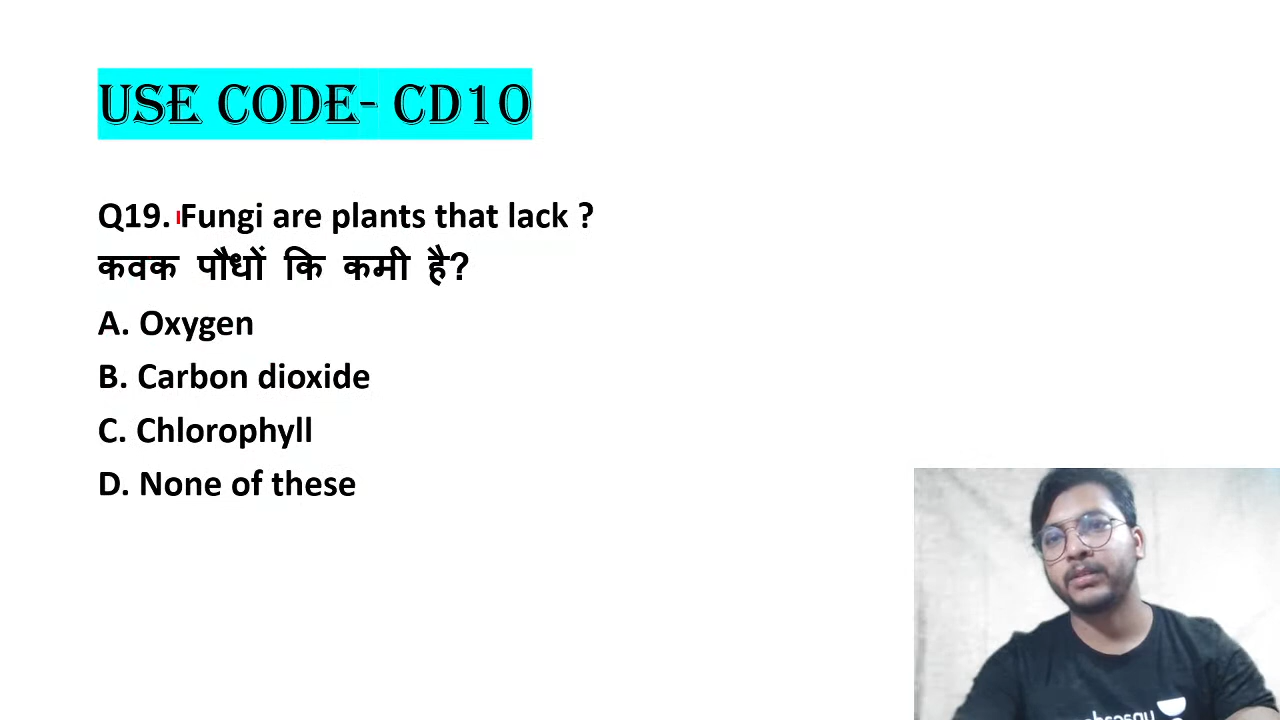 USE CODE- CD10
Q19. Fungi are plants that lack ?
कवक पौधों कि कमी है?
A. Oxygen
B. Carbon dioxide
C. Chlorophyll
D. None of these